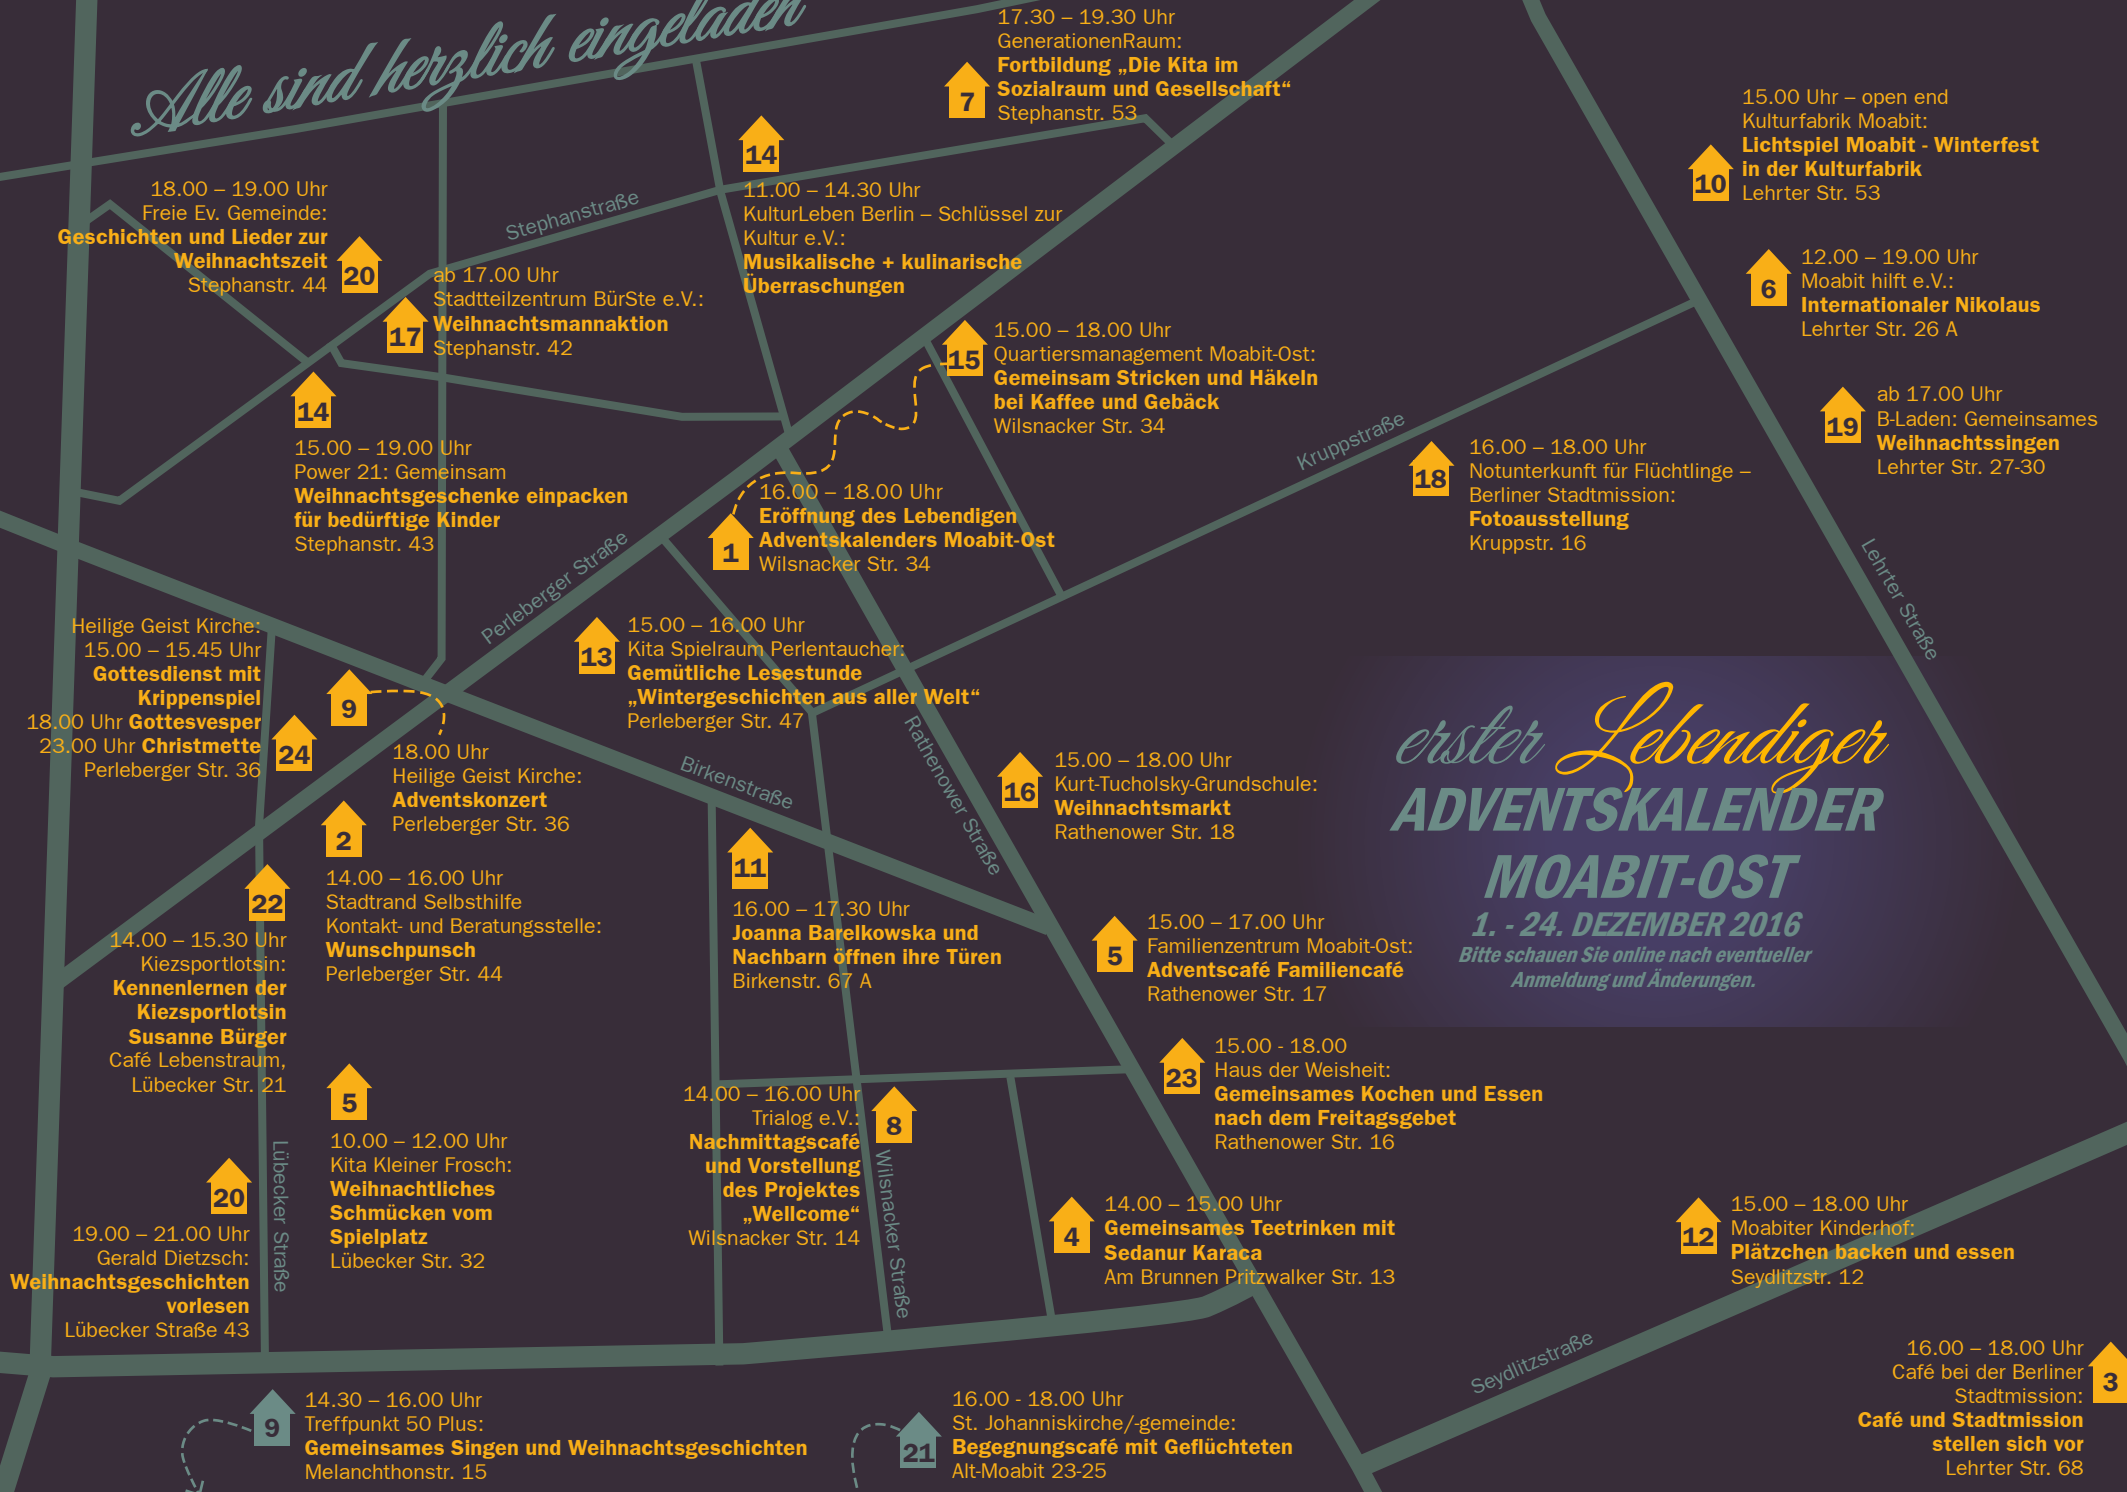 Alle sind herzlich eingeladen
17.30 – 19.30 Uhr
GenerationenRaum:
Fortbildung „Die Kita im
Sozialraum und Gesellschaft“
Stephanstr. 53
7
14
11.00 – 14.30 Uhr
KulturLeben Berlin – Schlüssel zur
Kultur e.V.:
Musikalische + kulinarische
Überraschungen
15.00 Uhr – open end
Kulturfabrik Moabit:
Lichtspiel Moabit - Winterfest
in der Kulturfabrik
Lehrter Str. 53
10
18.00 – 19.00 Uhr
Freie Ev. Gemeinde:
Geschichten und Lieder zur
Weihnachtszeit
Stephanstr. 44
20
Stephanstraße
ab 17.00 Uhr
Stadtteilzentrum BürSte e.V.:
Weihnachtsmannaktion
Stephanstr. 42
17
12.00 – 19.00 Uhr
Moabit hilft e.V.:
Internationaler Nikolaus
Lehrter Str. 26 A
6
15
15.00 – 18.00 Uhr
Quartiersmanagement Moabit-Ost:
Gemeinsam Stricken und Häkeln
bei Kaffee und Gebäck
Wilsnacker Str. 34
14
15.00 – 19.00 Uhr
Power 21: Gemeinsam
Weihnachtsgeschenke einpacken
für bedürftige Kinder
Stephanstr. 43
Kruppstraße
18
16.00 – 18.00 Uhr
Notunterkunft für Flüchtlinge –
Berliner Stadtmission:
Fotoausstellung
Kruppstr. 16
19
ab 17.00 Uhr
B-Laden: Gemeinsames
Weihnachtssingen
Lehrter Str. 27-30
1
16.00 – 18.00 Uhr
Eröffnung des Lebendigen
Adventskalenders Moabit-Ost
Wilsnacker Str. 34
Perleberger Straße
Lehrter Straße
Heilige Geist Kirche:
15.00 – 15.45 Uhr
Gottesdienst mit
Krippenspiel
18.00 Uhr Gottesvesper
23.00 Uhr Christmette
Perleberger Str. 36
24
9
18.00 Uhr
Heilige Geist Kirche:
Adventskonzert
Perleberger Str. 36
13
15.00 – 16.00 Uhr
Kita Spielraum Perlentaucher:
Gemütliche Lesestunde
„Wintergeschichten aus aller Welt“
Perleberger Str. 47
Birkenstraße
Rathenower Straße
16
15.00 – 18.00 Uhr
Kurt-Tucholsky-Grundschule:
Weihnachtsmarkt
Rathenower Str. 18
erster Lebendiger
ADVENTSKALENDER
MOABIT-OST
1. - 24. DEZEMBER 2016
Bitte schauen Sie online nach eventueller
Anmeldung und Änderungen.
2
14.00 – 16.00 Uhr
Stadtrand Selbsthilfe
Kontakt- und Beratungsstelle:
Wunschpunsch
Perleberger Str. 44
11
16.00 – 17.30 Uhr
Joanna Barelkowska und
Nachbarn öffnen ihre Türen
Birkenstr. 67 A
22
14.00 – 15.30 Uhr
Kiezsportlotsin:
Kennenlernen der
Kiezsportlotsin
Susanne Bürger
Café Lebenstraum,
Lübecker Str. 21
5
15.00 – 17.00 Uhr
Familienzentrum Moabit-Ost:
Adventscafé Familiencafé
Rathenower Str. 17
23
15.00 - 18.00
Haus der Weisheit:
Gemeinsames Kochen und Essen
nach dem Freitagsgebet
Rathenower Str. 16
5
10.00 – 12.00 Uhr
Kita Kleiner Frosch:
Weihnachtliches
Schmücken vom
Spielplatz
Lübecker Str. 32
14.00 – 16.00 Uhr
Trialog e.V.:
Nachmittagscafé
und Vorstellung
des Projektes
„Wellcome“
Wilsnacker Str. 14
8
Wilsnacker Straße
Lübecker Straße
20
19.00 – 21.00 Uhr
Gerald Dietzsch:
Weihnachtsgeschichten
vorlesen
Lübecker Straße 43
4
14.00 – 15.00 Uhr
Gemeinsames Teetrinken mit
Sedanur Karaca
Am Brunnen Pritzwalker Str. 13
12
15.00 – 18.00 Uhr
Moabiter Kinderhof:
Plätzchen backen und essen
Seydlitzstr. 12
Seydlitzstraße
16.00 – 18.00 Uhr
Café bei der Berliner
Stadtmission:
Café und Stadtmission
stellen sich vor
Lehrter Str. 68
3
9
14.30 – 16.00 Uhr
Treffpunkt 50 Plus:
Gemeinsames Singen und Weihnachtsgeschichten
Melanchthonstr. 15
21
16.00 - 18.00 Uhr
St. Johanniskirche/-gemeinde:
Begegnungscafé mit Geflüchteten
Alt-Moabit 23-25